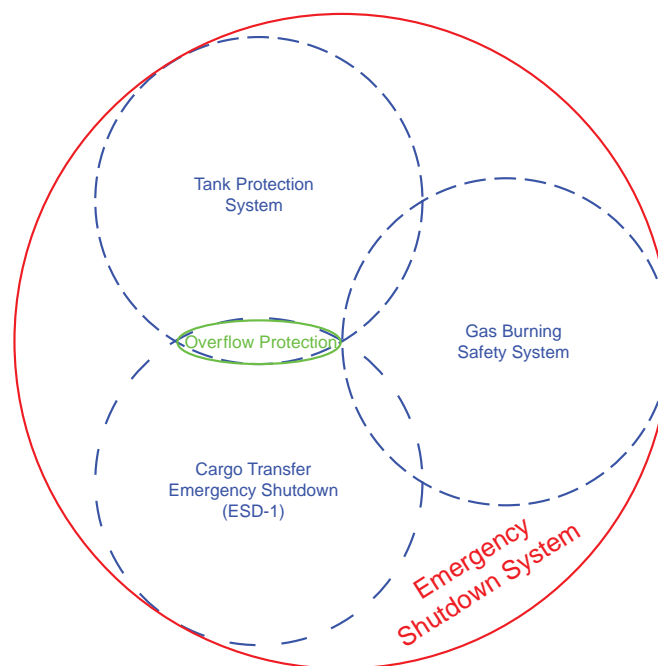 Tank Protection
System
Overflow Protection
Gas Burning
Safety System
Cargo Transfer
Emergency Shutdown
(ESD-1)
Emergency
Shutdown System